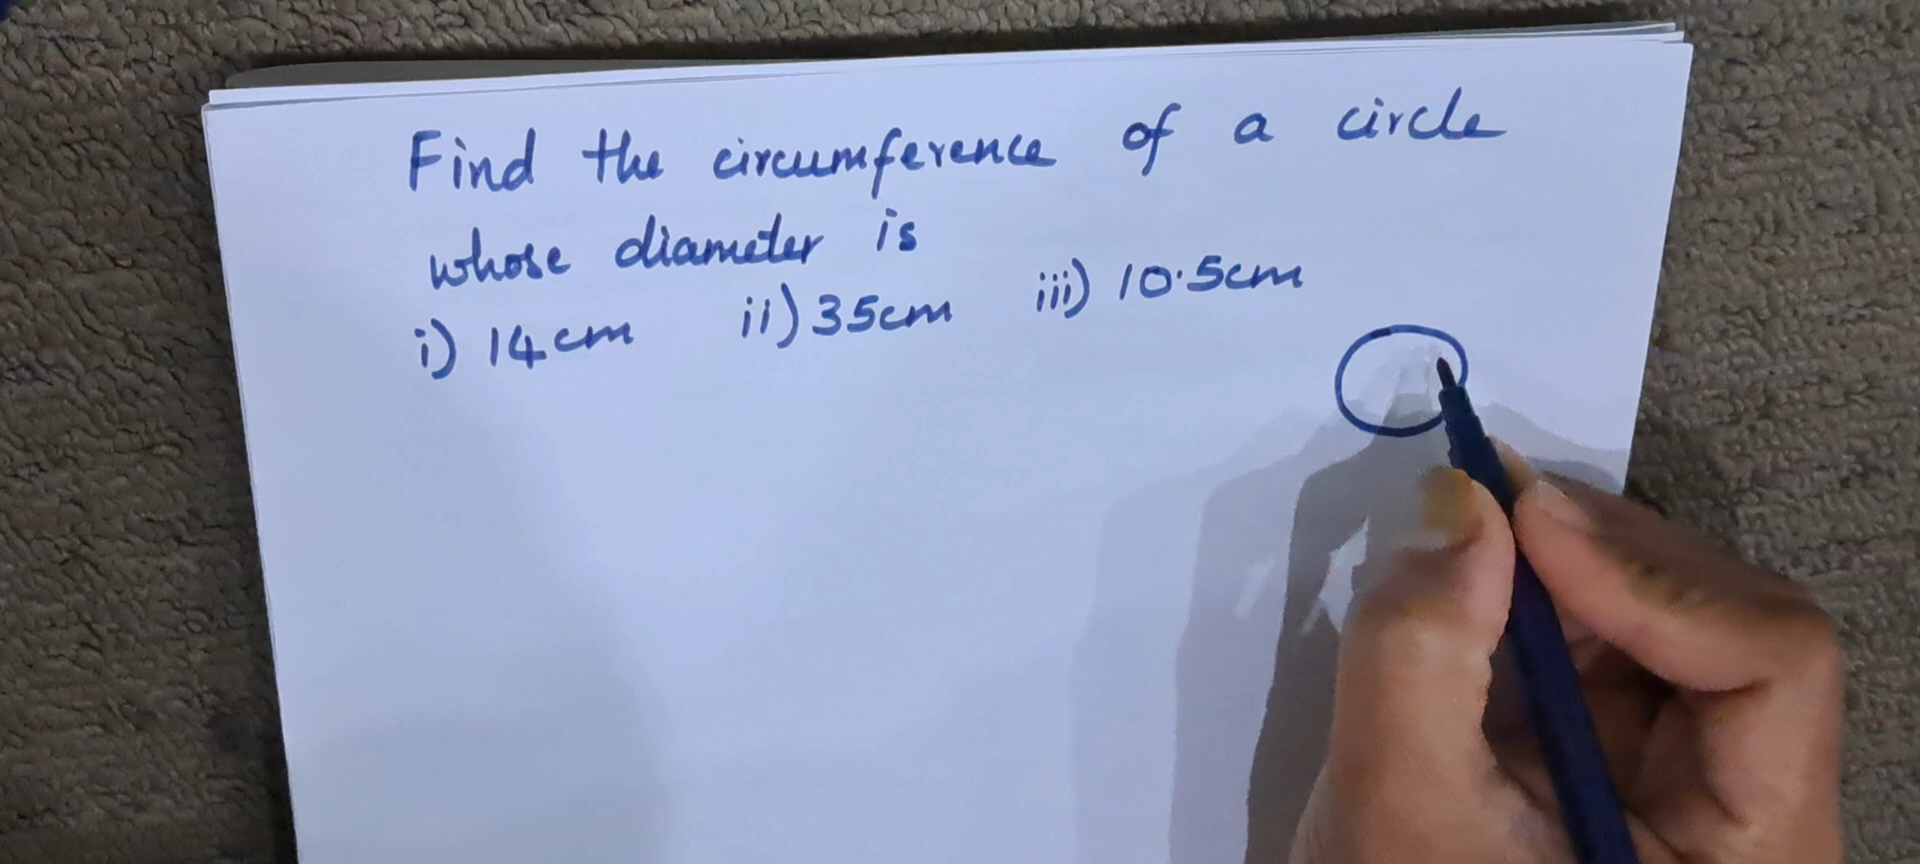 Find the circumference of a circle
whose diameter is
i) 14cm ii) 35cm iii) 10.5cm